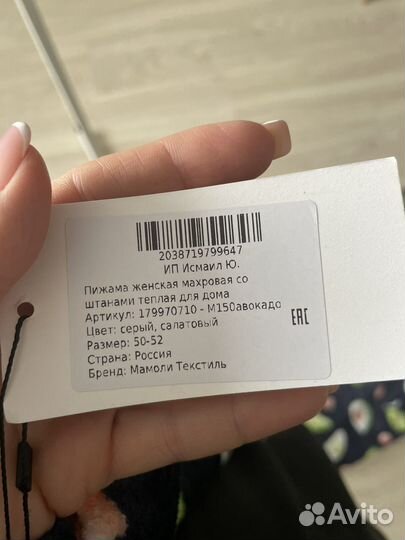 2038719799647
ИП Исмаил Ю.
Пижама женская махровая со
штанами теплая для дома
Артикул: 179970710 - М150авокадо
Цвет: серый, салатовый
Размер: 50-52
Страна: Россия
Бренд: Мамоли Текстиль
EAC
Avito